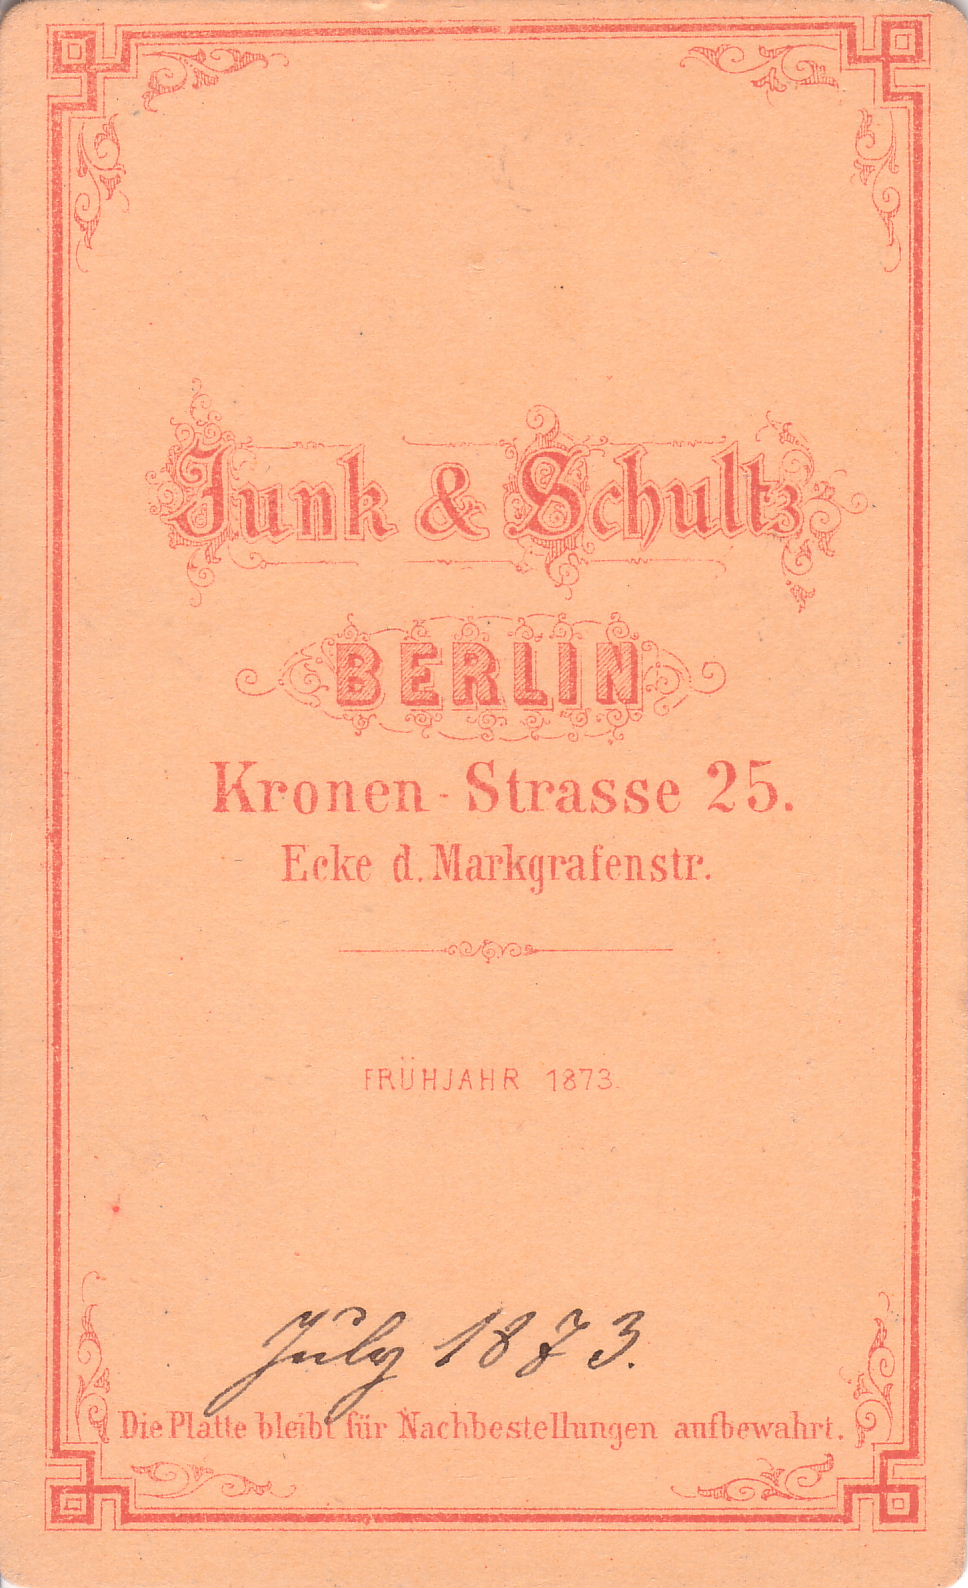 Junk & Schultz
BERLIN
Kronen-Strasse 25.
Ecke d. Markgrafenstr.
FRÜHJAHR 1873.
July 1873.
Die Platte bleibt für Nachbestellungen aufbewahrt.